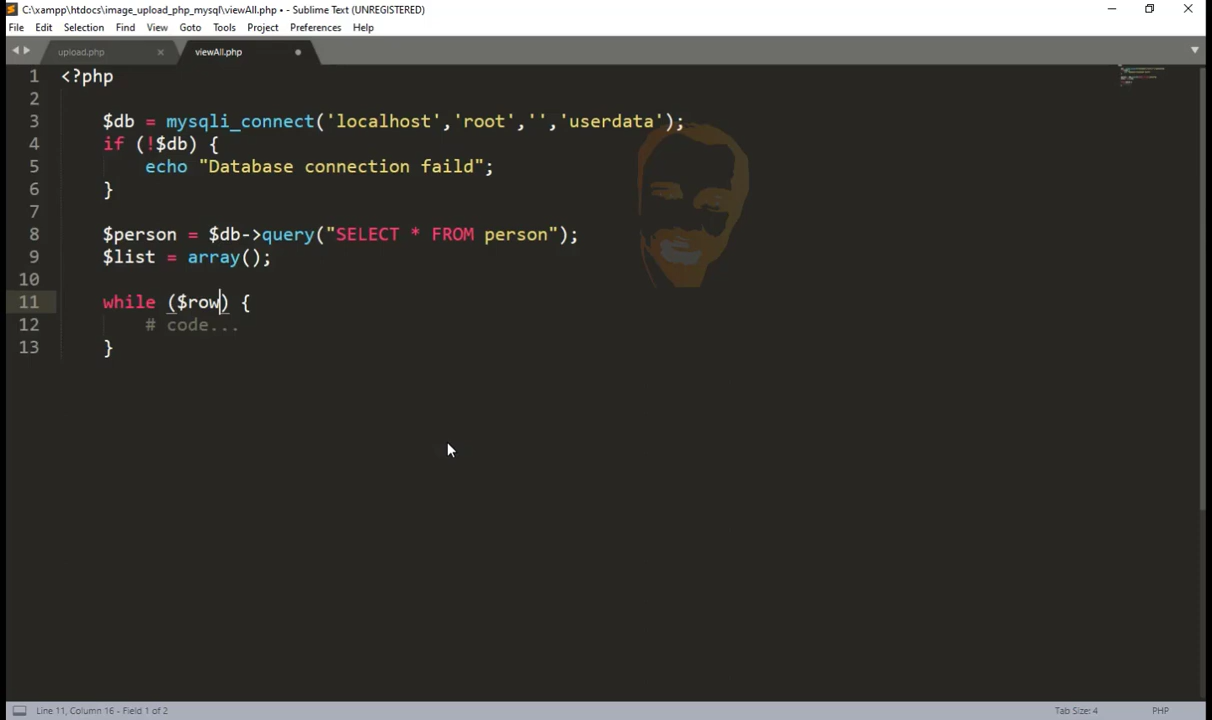 C:\xampp\htdocs\image_upload_php_mysql\viewAll.php • - Sublime Text (UNREGISTERED)
File Edit Selection Find View Goto Tools Project Preferences Help
upload.php viewAll.php
1 <?php
2
3 $db = mysqli_connect('localhost','root','','userdata');
4 if (!$db) {
5 echo "Database connection faild";
6 }
7
8 $person = $db->query("SELECT * FROM person");
9 $list = array();
10
11 while ($row) {
12 # code...
13 }
Line 11, Column 16 - Field 1 of 2 Tab Size: 4 PHP